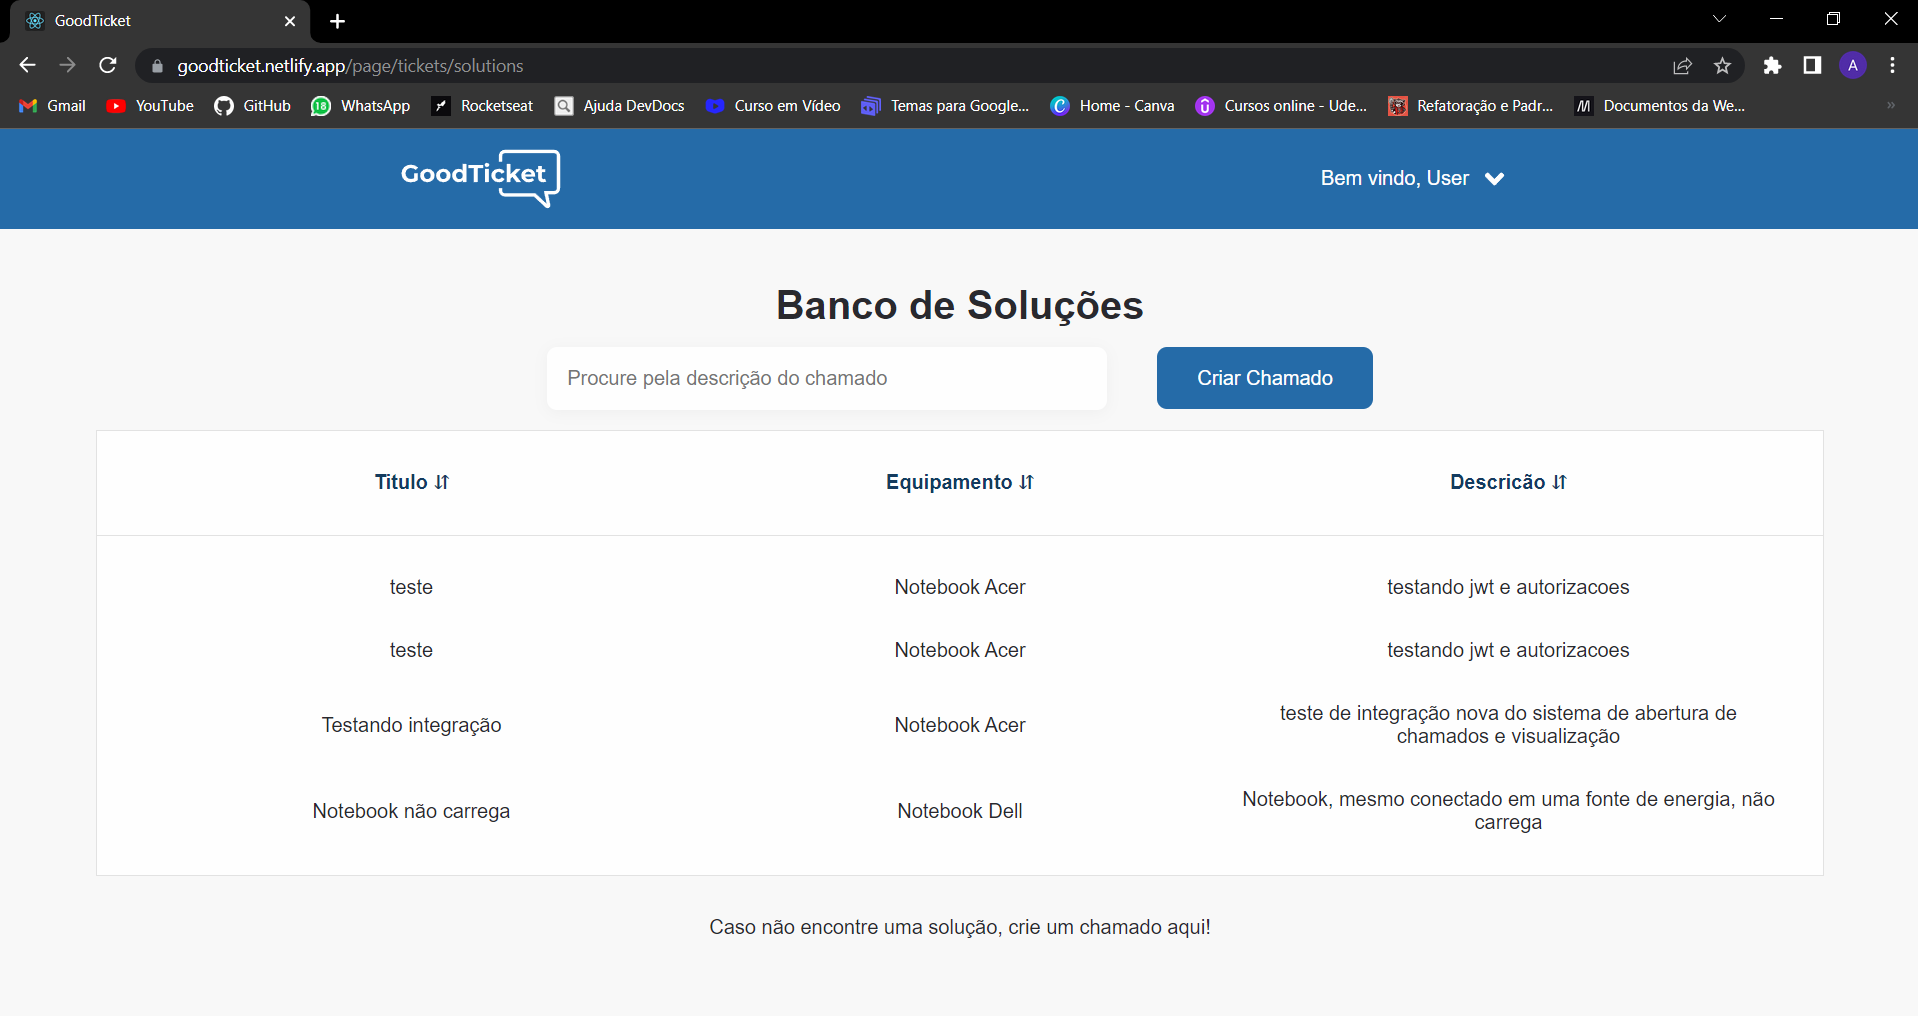 GoodTicket
goodticket.netlify.app/page/tickets/solutions
A
Gmail YouTube GitHub 18 WhatsApp Rocketseat Ajuda DevDocs Curso em Vídeo Temas para Google... Home - Canva Cursos online - Ude... Refatoração e Padr... Documentos da We... »
GoodTicket
Bem vindo, User
Banco de Soluções
Procure pela descrição do chamado
Criar Chamado
Titulo Equipamento Descricão
teste Notebook Acer testando jwt e autorizacoes
teste Notebook Acer testando jwt e autorizacoes
Testando integração Notebook Acer teste de integração nova do sistema de abertura de
chamados e visualização
Notebook não carrega Notebook Dell Notebook, mesmo conectado em uma fonte de energia, não
carrega
Caso não encontre uma solução, crie um chamado aqui!